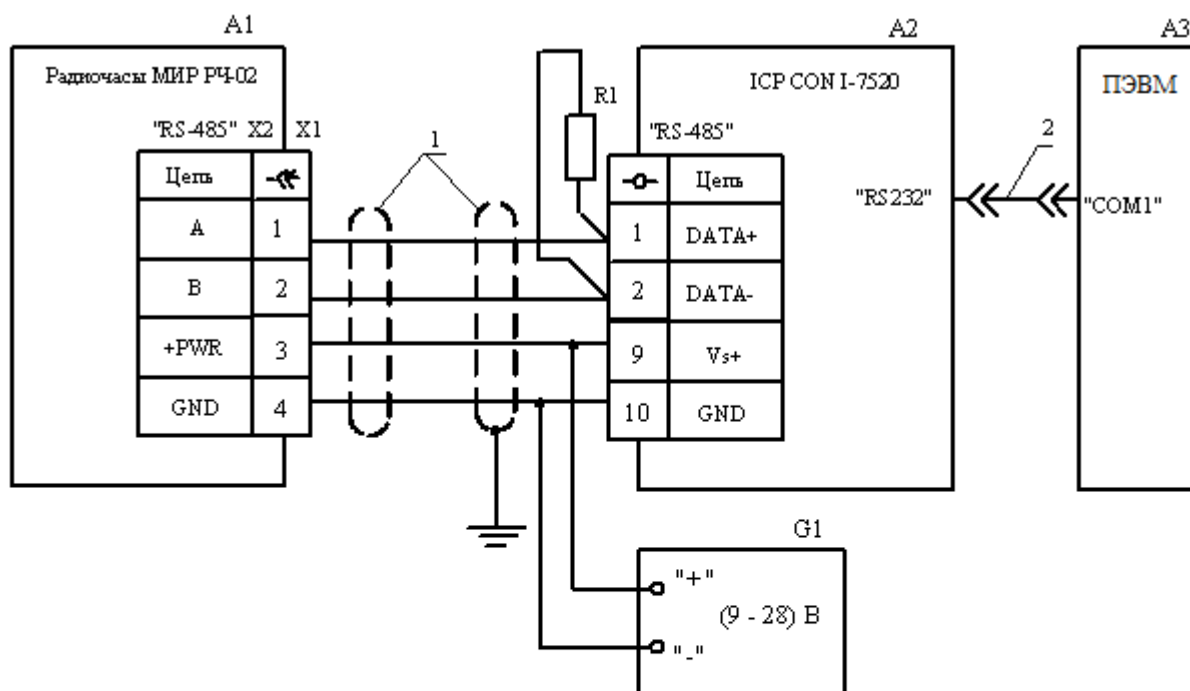 A1
A2
A3
Радиочасы МИР РЧ-02
R1
ICP CON I-7520
ПЭВМ
"RS-485" X2 X1
1
"RS-485"
2
Цепь
Цепь
A 1
1 DATA+
"RS232"
"COM1"
B 2
2 DATA-
+PWR 3
9 Vs+
GND 4
10 GND
G1
"+"
(9 - 28) В
"-"